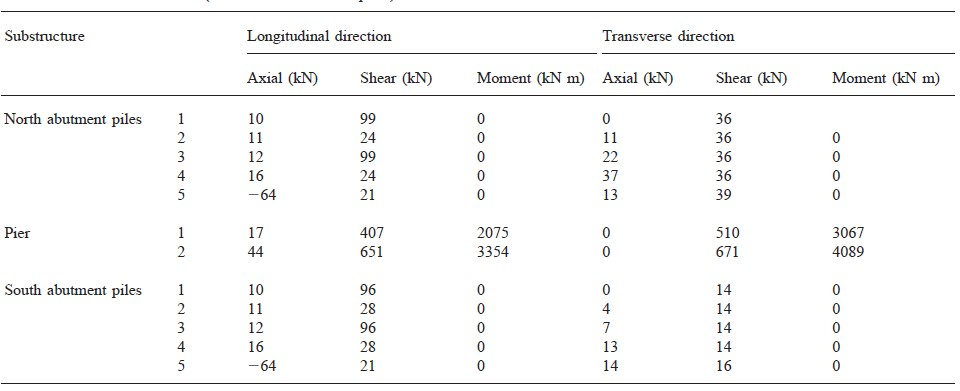 Substructure Longitudinal direction Transverse direction
Axial (kN) Shear (kN) Moment (kN m) Axial (kN) Shear (kN) Moment (kN m)
North abutment piles 1 10 99 0 0 36
2 11 24 0 11 36 0
3 12 99 0 22 36 0
4 16 24 0 37 36 0
5 −64 21 0 13 39 0
Pier 1 17 407 2075 0 510 3067
2 44 651 3354 0 671 4089
South abutment piles 1 10 96 0 0 14 0
2 11 28 0 4 14 0
3 12 96 0 7 14 0
4 16 28 0 13 14 0
5 −64 21 0 14 16 0